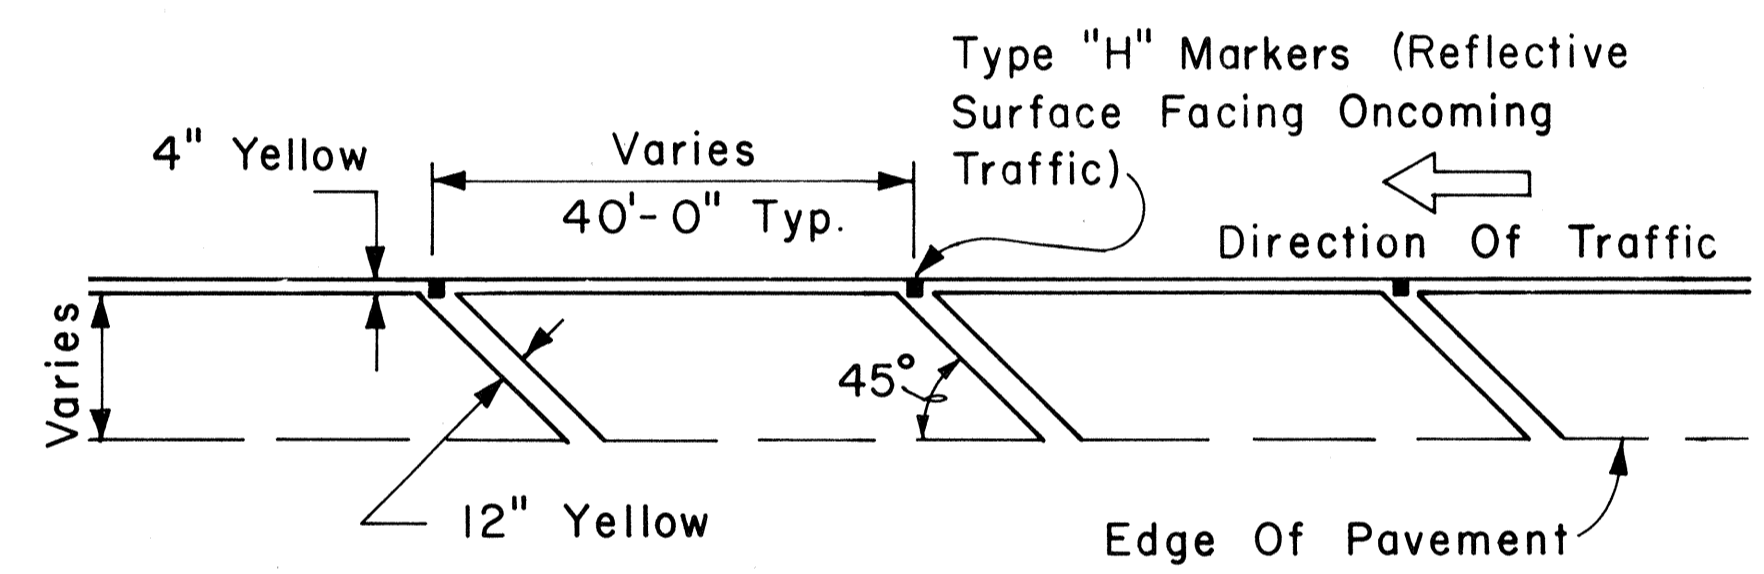 Type "H" Markers (Reflective
Surface Facing Oncoming
Traffic)
4" Yellow
Varies
40'-0" Typ.
Direction Of Traffic
Varies
45°
12" Yellow
Edge Of Pavement